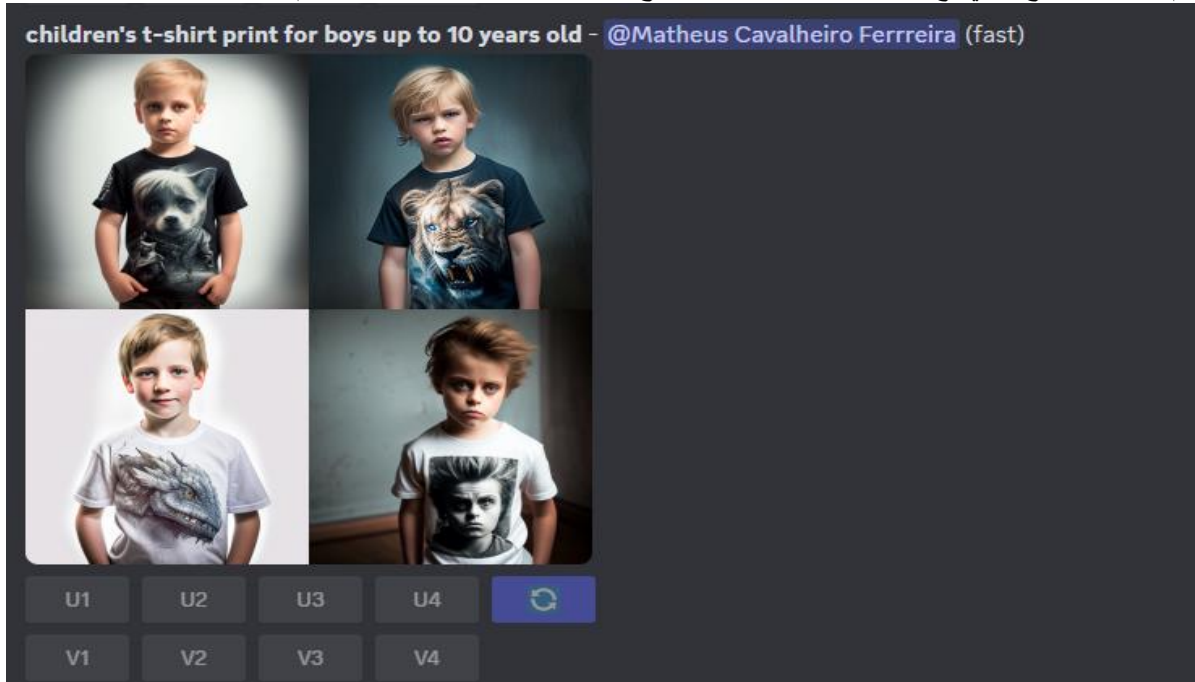 children's t-shirt print for boys up to 10 years old - @Matheus Cavalheiro Ferrreira (fast)
U1 U2 U3 U4
V1 V2 V3 V4